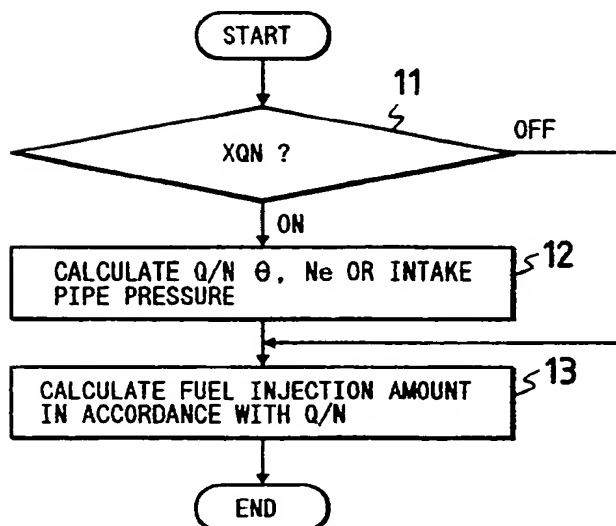 START
11
XQN ?
OFF
ON
12
CALCULATE Q/N θ, Ne OR INTAKE
PIPE PRESSURE
13
CALCULATE FUEL INJECTION AMOUNT
IN ACCORDANCE WITH Q/N
END